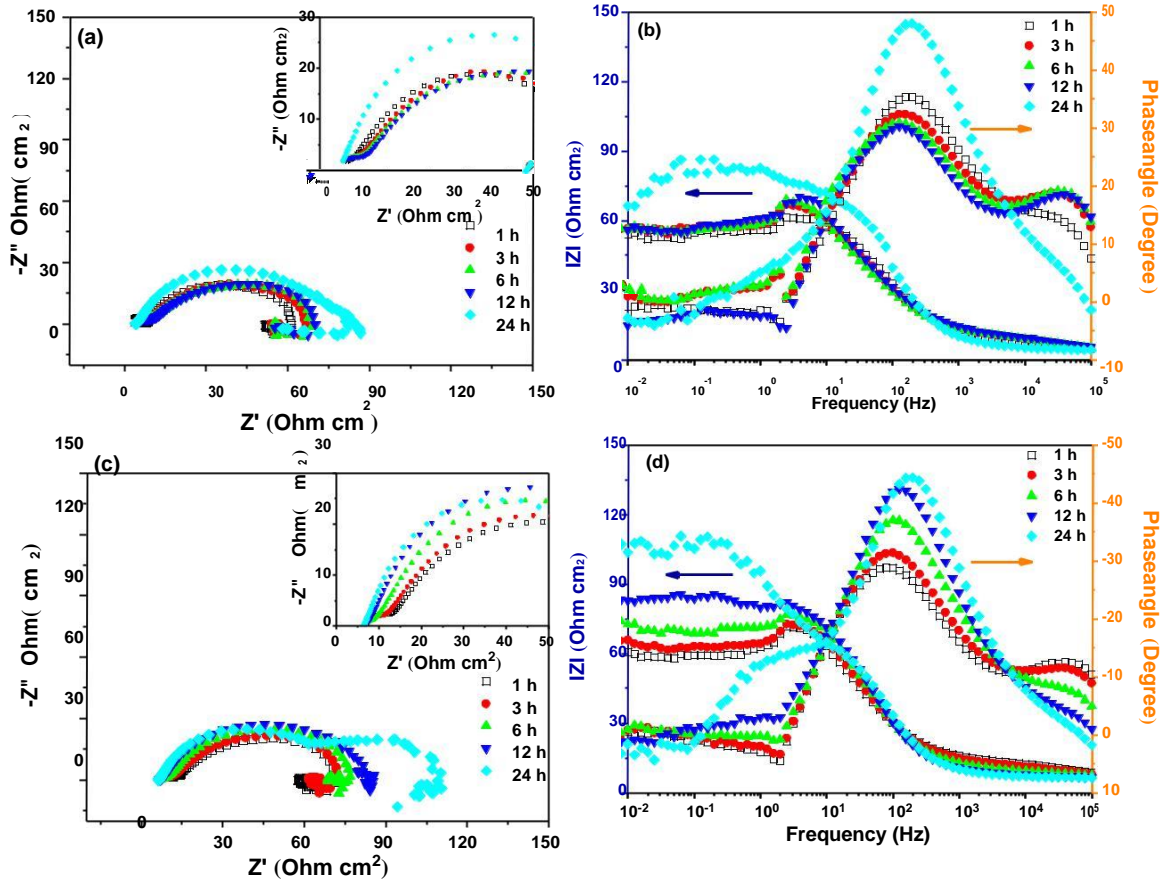 (a)
150
120
90
60
30
0
-Z'' Ohm( cm 2 )
0 30 60 90 120 150
Z' (Ohm cm 2 )
30
20
10
-Z'' (Ohm cm2)
0 10 20 30 40 50
Z' (Ohm cm 2
1 h
3 h
6 h
12 h
24 h
(b)
150
120
90
60
30
0
IZI (Ohm cm2)
10-2 10-1 100 101 102 103 104 105
Frequency (Hz)
50
40
30
20
10
0
-10
Phaseangle (Degree)
1 h
3 h
6 h
12 h
24 h
(c)
150
120
90
60
30
0
-Z'' Ohm( cm 2 )
0
30 60 90 120 150
Z' (Ohm cm2)
30
20
10
0
-Z'' Ohm( m 2 )
0 10 20 30 40 50
Z' (Ohm cm2)
1 h
3 h
6 h
12 h
24 h
(d)
150
120
90
60
30
0
IZI (Ohm cm2)
10-2 10-1 100 101 102 103 104 105
Frequency (Hz)
-50
-40
-30
-20
-10
0
10
Phaseangle (Degree)
1 h
3 h
6 h
12 h
24 h